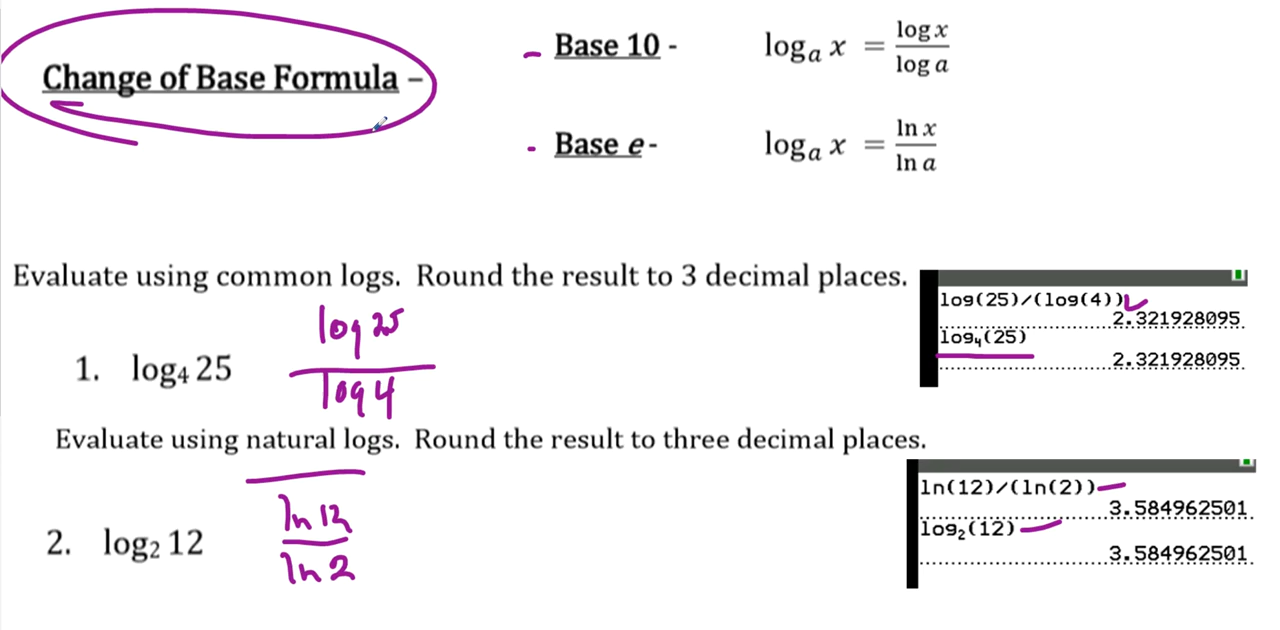 Change of Base Formula –
– Base 10 - logₐ x = log x / log a
- Base e- logₐ x = ln x / ln a
Evaluate using common logs. Round the result to 3 decimal places.
1. log₄ 25
log 25
log 4
log(25)/(log(4))
2.321928095
log₄(25)
2.321928095
Evaluate using natural logs. Round the result to three decimal places.
2. log₂ 12
ln 12
ln 2
ln(12)/(ln(2))
3.584962501
log₂(12)
3.584962501